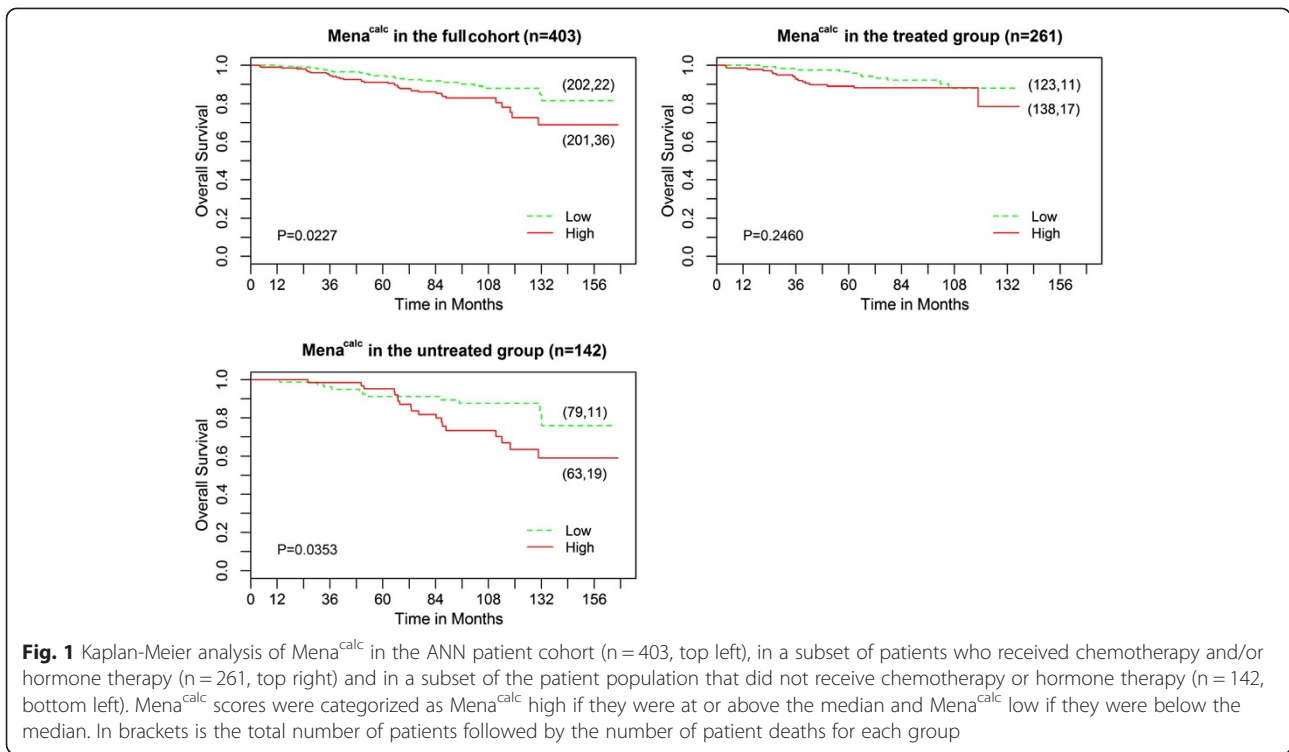 Mena^calc in the full cohort (n=403)
Overall Survival
1.0
0.8
0.6
0.4
0.2
0.0
(202,22)
(201,36)
Low
High
P=0.0227
0 12 36 60 84 108 132 156
Time in Months
Mena^calc in the treated group (n=261)
Overall Survival
1.0
0.8
0.6
0.4
0.2
0.0
(123,11)
(138,17)
Low
High
P=0.2460
0 12 36 60 84 108 132 156
Time in Months
Mena^calc in the untreated group (n=142)
Overall Survival
1.0
0.8
0.6
0.4
0.2
0.0
(79,11)
(63,19)
Low
High
P=0.0353
0 12 36 60 84 108 132 156
Time in Months
Fig. 1 Kaplan-Meier analysis of Mena^calc in the ANN patient cohort (n = 403, top left), in a subset of patients who received chemotherapy and/or
hormone therapy (n = 261, top right) and in a subset of the patient population that did not receive chemotherapy or hormone therapy (n = 142,
bottom left). Mena^calc scores were categorized as Mena^calc high if they were at or above the median and Mena^calc low if they were below the
median. In brackets is the total number of patients followed by the number of patient deaths for each group